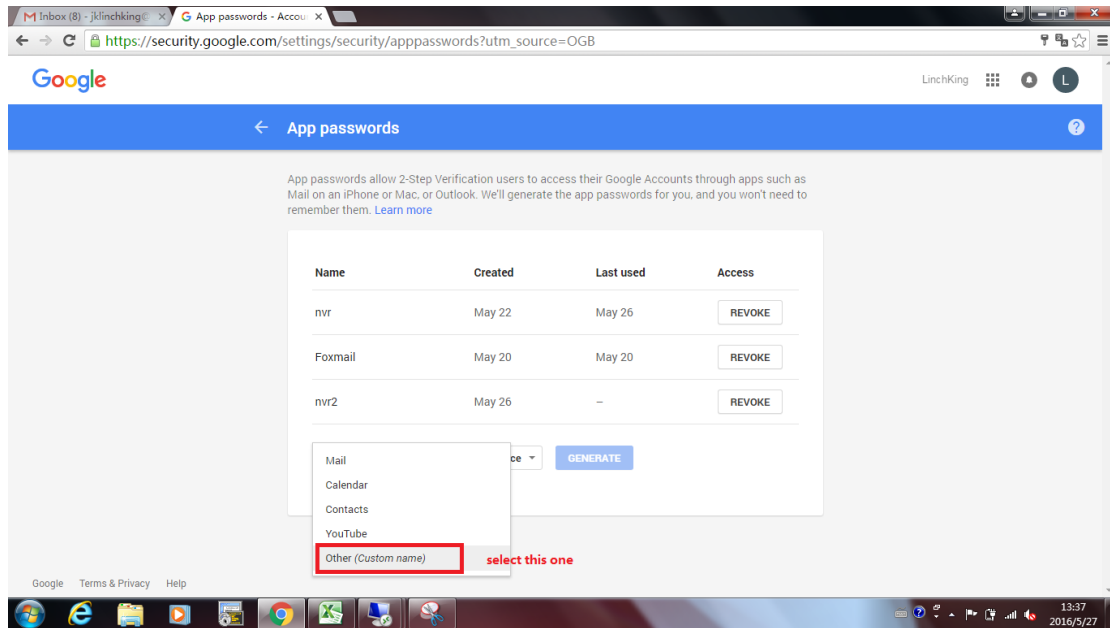 Inbox (8) - jklinchking@
App passwords - Accou
https://security.google.com/settings/security/apppasswords?utm_source=OGB
Google
LinchKing
L
App passwords
?
App passwords allow 2-Step Verification users to access their Google Accounts through apps such as
Mail on an iPhone or Mac, or Outlook. We'll generate the app passwords for you, and you won't need to
remember them. Learn more
Name Created Last used Access
nvr May 22 May 26 REVOKE
Foxmail May 20 May 20 REVOKE
nvr2 May 26 – REVOKE
ce GENERATE
Mail
Calendar
Contacts
YouTube
Other (Custom name) select this one
Google Terms & Privacy Help
13:37
2016/5/27